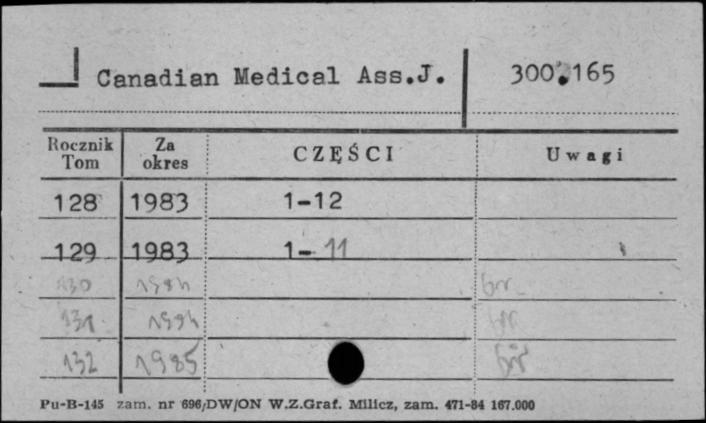 Canadian Medical Ass.J. 300.165
Rocznik Tom Za okres CZĘŚCI Uwagi
128 1983 1-12
129 1983 1-11
130 1984 br.
131 1984 br.
132 1985 br.
Pu-B-145 zam. nr 696/DW/ON W.Z.Graf. Milicz, zam. 471-84 167.000